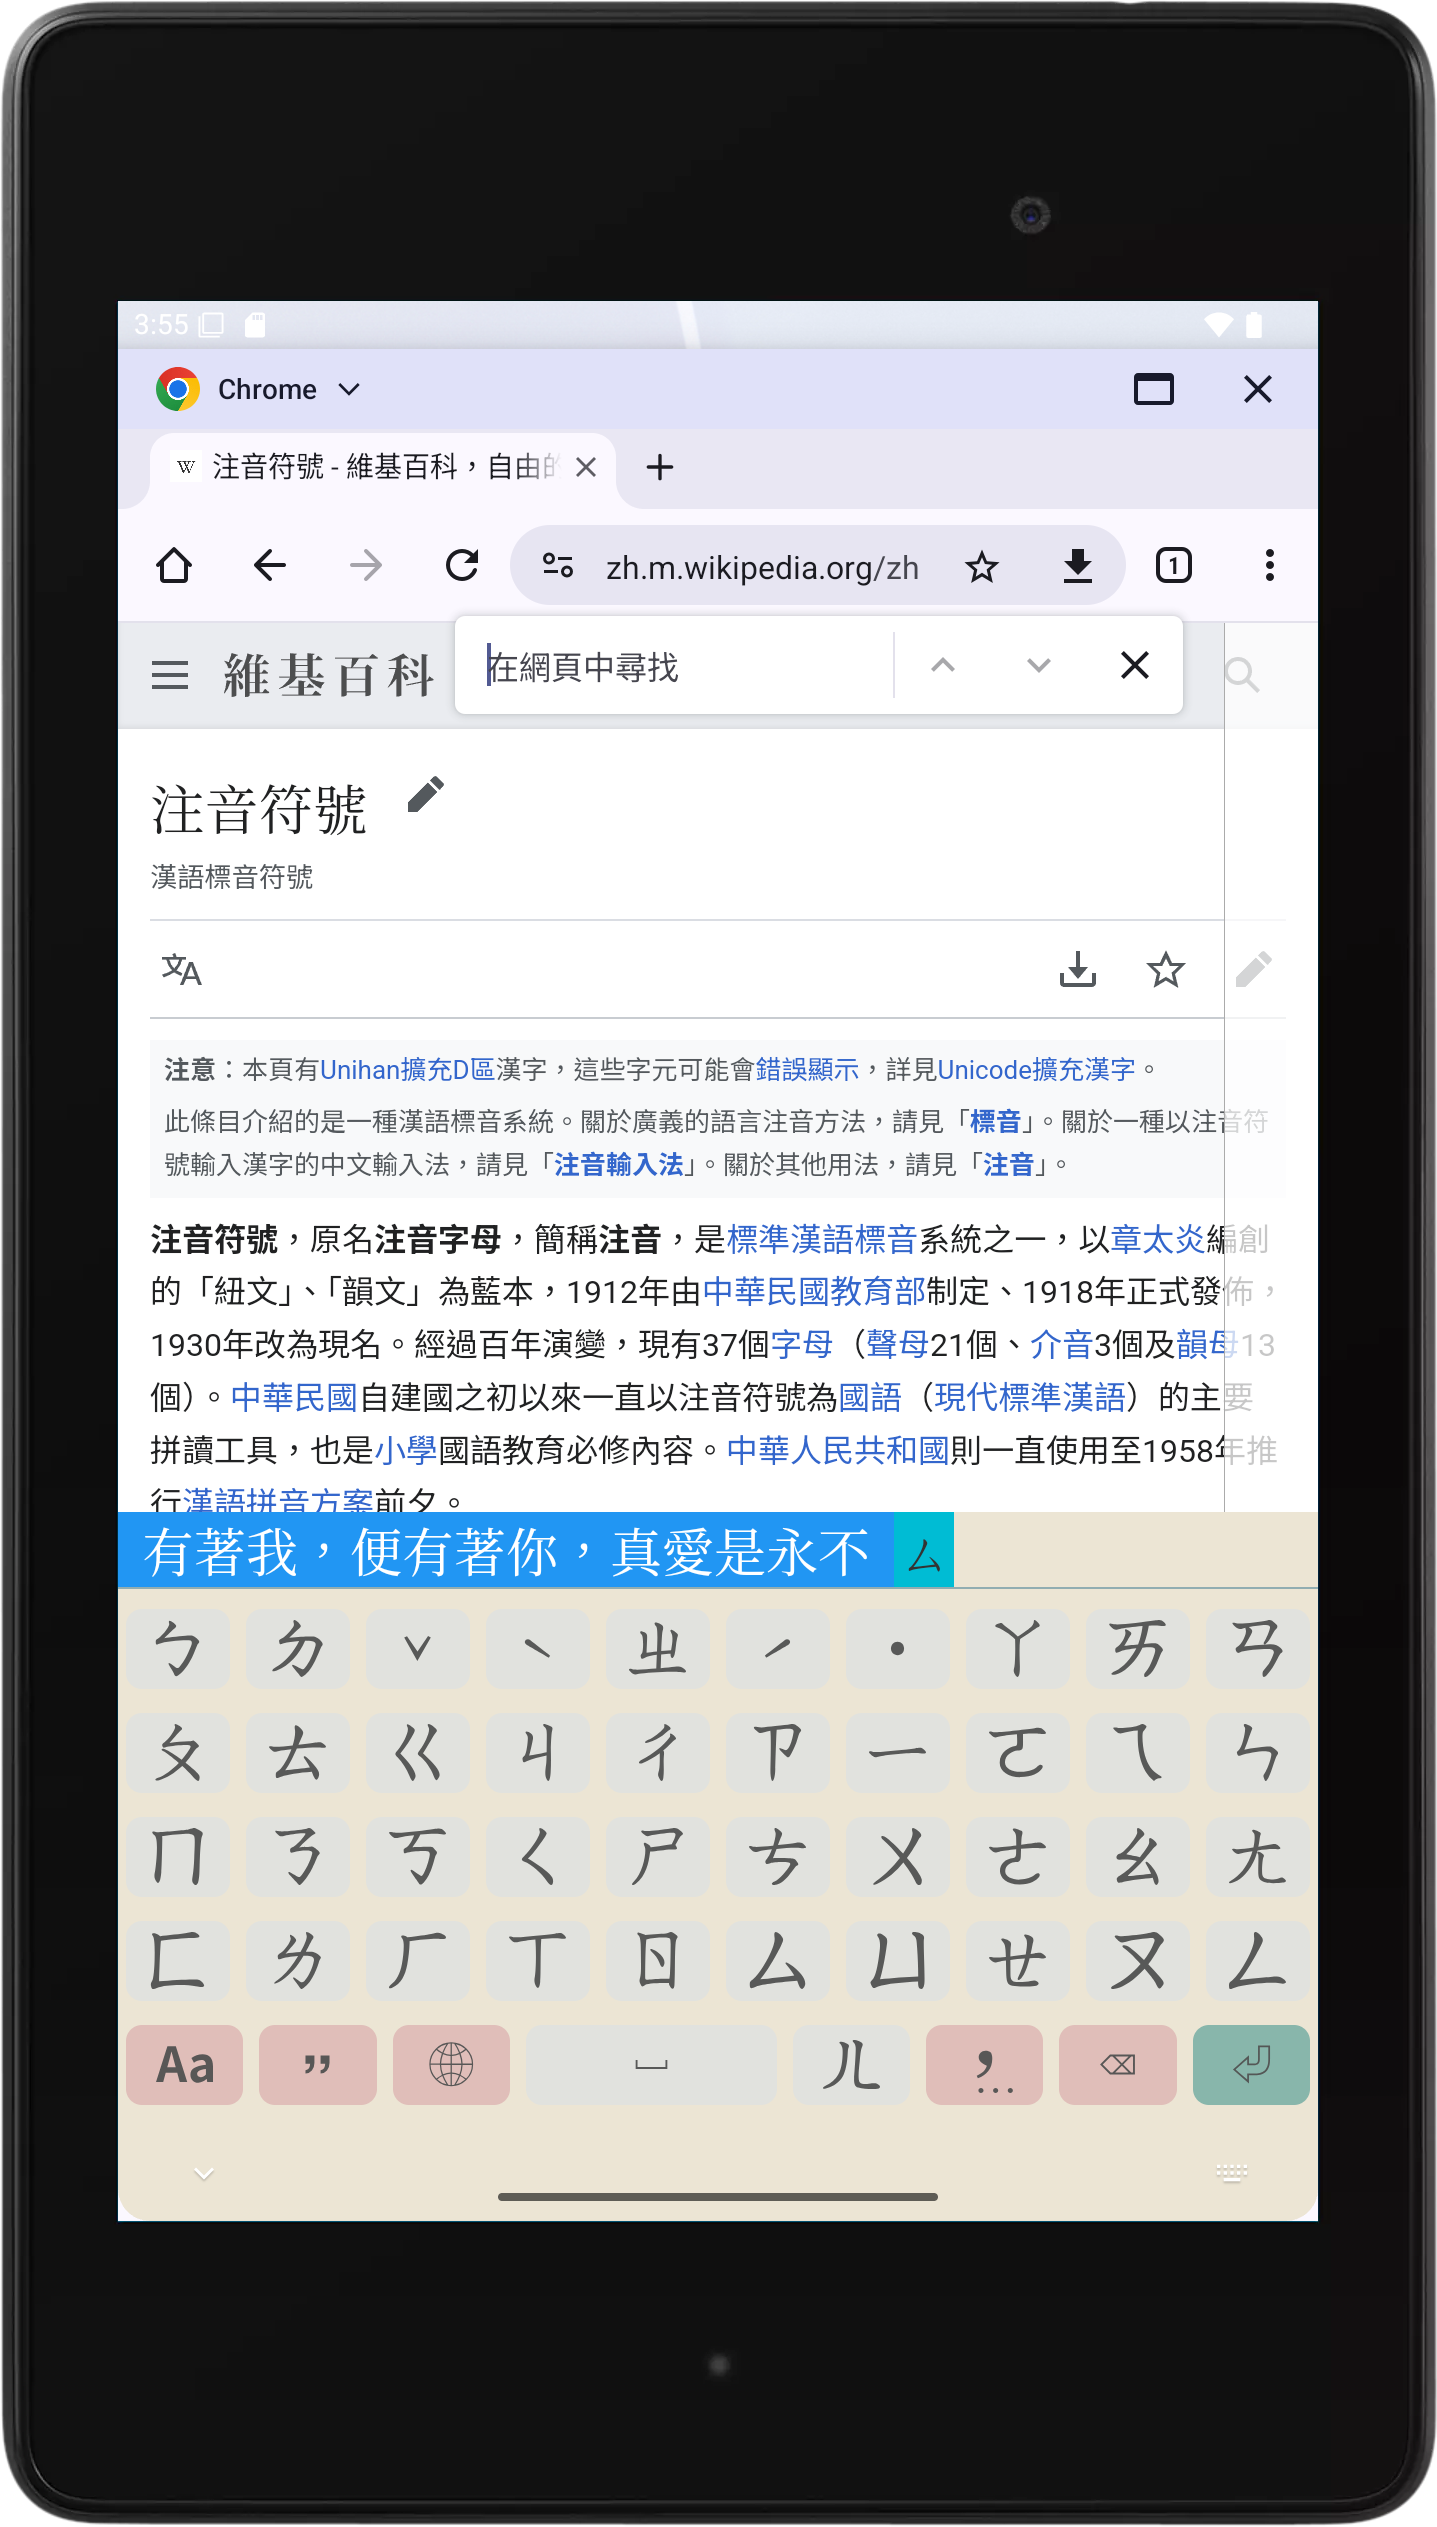 3:55
Chrome
W 注音符號 - 維基百科，自由的
zh.m.wikipedia.org/zh
1
維基百科
在網頁中尋找
注音符號
漢語標音符號
文A
注意：本頁有Unihan擴充D區漢字，這些字元可能會錯誤顯示，詳見Unicode擴充漢字。
此條目介紹的是一種漢語標音系統。關於廣義的語言注音方法，請見「標音」。關於一種以注音符
號輸入漢字的中文輸入法，請見「注音輸入法」。關於其他用法，請見「注音」。
注音符號，原名注音字母，簡稱注音，是標準漢語標音系統之一，以章太炎編創
的「紐文」、「韻文」為藍本，1912年由中華民國教育部制定、1918年正式發佈，
1930年改為現名。經過百年演變，現有37個字母（聲母21個、介音3個及韻母13
個）。中華民國自建國之初以來一直以注音符號為國語（現代標準漢語）的主要
拼讀工具，也是小學國語教育必修內容。中華人民共和國則一直使用至1958年推
行漢語拼音方案前夕。
有著我，便有著你，真愛是永不 ㄙ
ㄅ ㄉ ˇ ˋ ㄓ ˊ ˙ ㄚ ㄞ ㄢ
ㄆ ㄊ ㄍ ㄐ ㄔ ㄗ ㄧ ㄛ ㄟ ㄣ
ㄇ ㄋ ㄎ ㄑ ㄕ ㄘ ㄨ ㄜ ㄠ ㄤ
ㄈ ㄌ ㄏ ㄒ ㄖ ㄙ ㄩ ㄝ ㄡ ㄥ
Aa ” ㄦ ，…